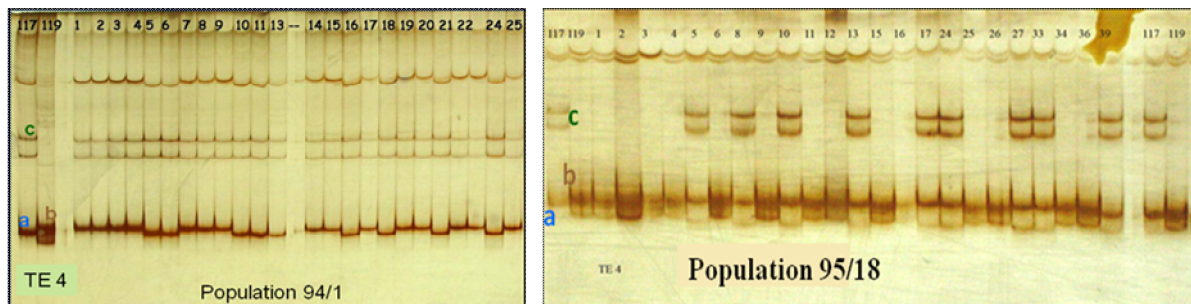 117 119 1 2 3 4 5 6 7 8 9 10 11 13 -- 14 15 16 17 18 19 20 21 22 24 25
c
a b
TE 4
Population 94/1
117 119 1 2 3 4 5 6 8 9 10 11 12 13 15 16 17 24 25 26 27 33 34 36 39 117 119
c
b
a
TE 4
Population 95/18